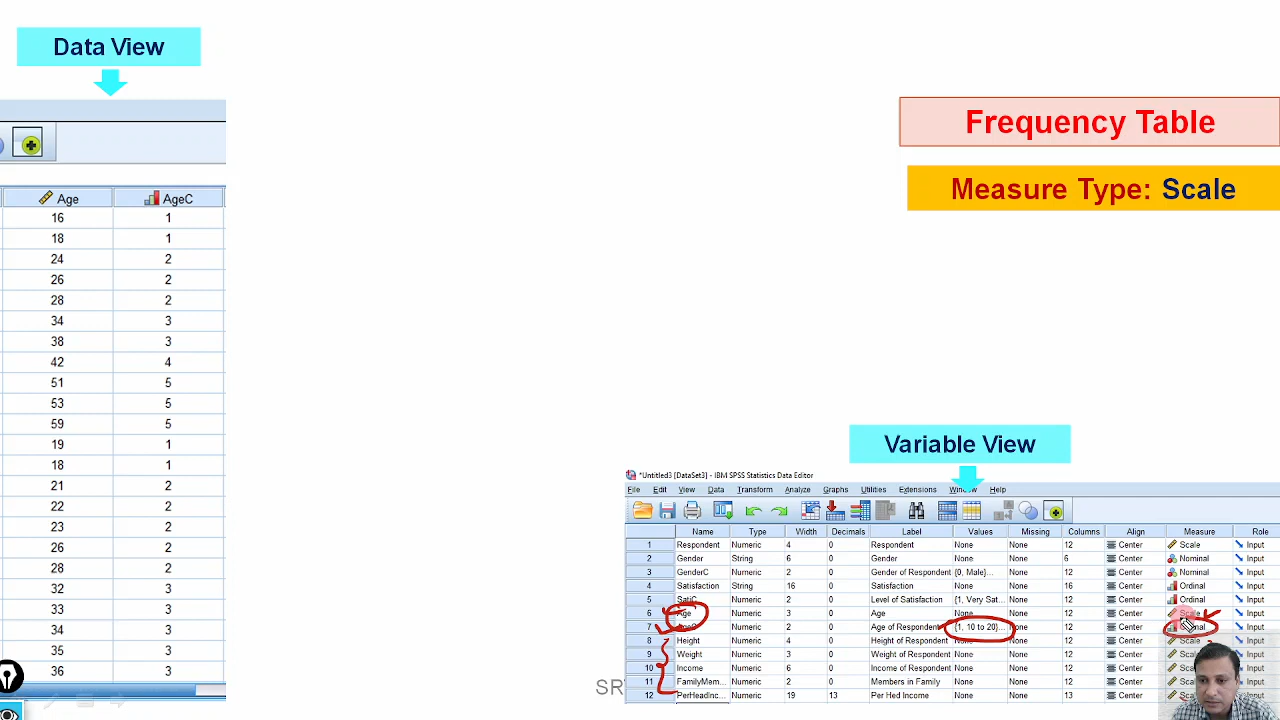 Data View
Age AgeC
16 1
18 1
24 2
26 2
28 2
34 3
38 3
42 4
51 5
53 5
59 5
19 1
18 1
21 2
22 2
23 2
26 2
28 2
32 3
33 3
34 3
35 3
36 3
Frequency Table
Measure Type: Scale
Variable View
*Untitled3 [DataSet3] - IBM SPSS Statistics Data Editor
File Edit View Data Transform Analyze Graphs Utilities Extensions Window Help
Name Type Width Decimals Label Values Missing Columns Align Measure Role
1 Respondent Numeric 4 0 Respondent None None 12 Center Scale Input
2 Gender String 6 0 Gender None None 6 Center Nominal Input
3 GenderC Numeric 2 0 Gender of Respondent {0, Male}... None 12 Center Nominal Input
4 Satisfaction String 16 0 Satisfaction None None 16 Center Ordinal Input
5 SatiC Numeric 2 0 Level of Satisfaction {1, Very Sat... None 12 Center Ordinal Input
6 Age Numeric 3 0 Age None None 12 Center Scale Input
7 Numeric 2 0 Age of Respondent {1, 10 to 20}... None 12 Center Input
8 Height Numeric 4 0 Height of Respondent None None 12 Center Scale Input
9 Weight Numeric 3 0 Weight of Respondent None None 12 Center
10 Income Numeric 6 0 Income of Respondent None None 12 Center
11 FamilyMem... Numeric 2 0 Members in Family None None 12 Center
12 PerHeadInc... Numeric 19 13 Per Hed Income None None 13 Center